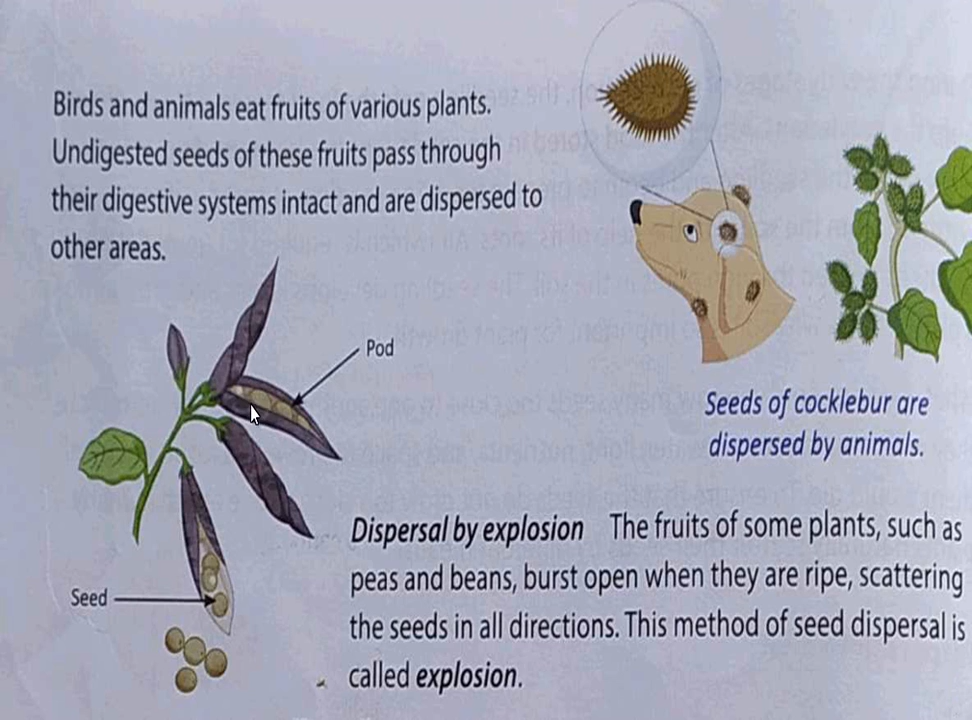 Birds and animals eat fruits of various plants.
Undigested seeds of these fruits pass through
their digestive systems intact and are dispersed to
other areas.
Pod
Seeds of cocklebur are
dispersed by animals.
Dispersal by explosion The fruits of some plants, such as
peas and beans, burst open when they are ripe, scattering
Seed
the seeds in all directions. This method of seed dispersal is
called explosion.